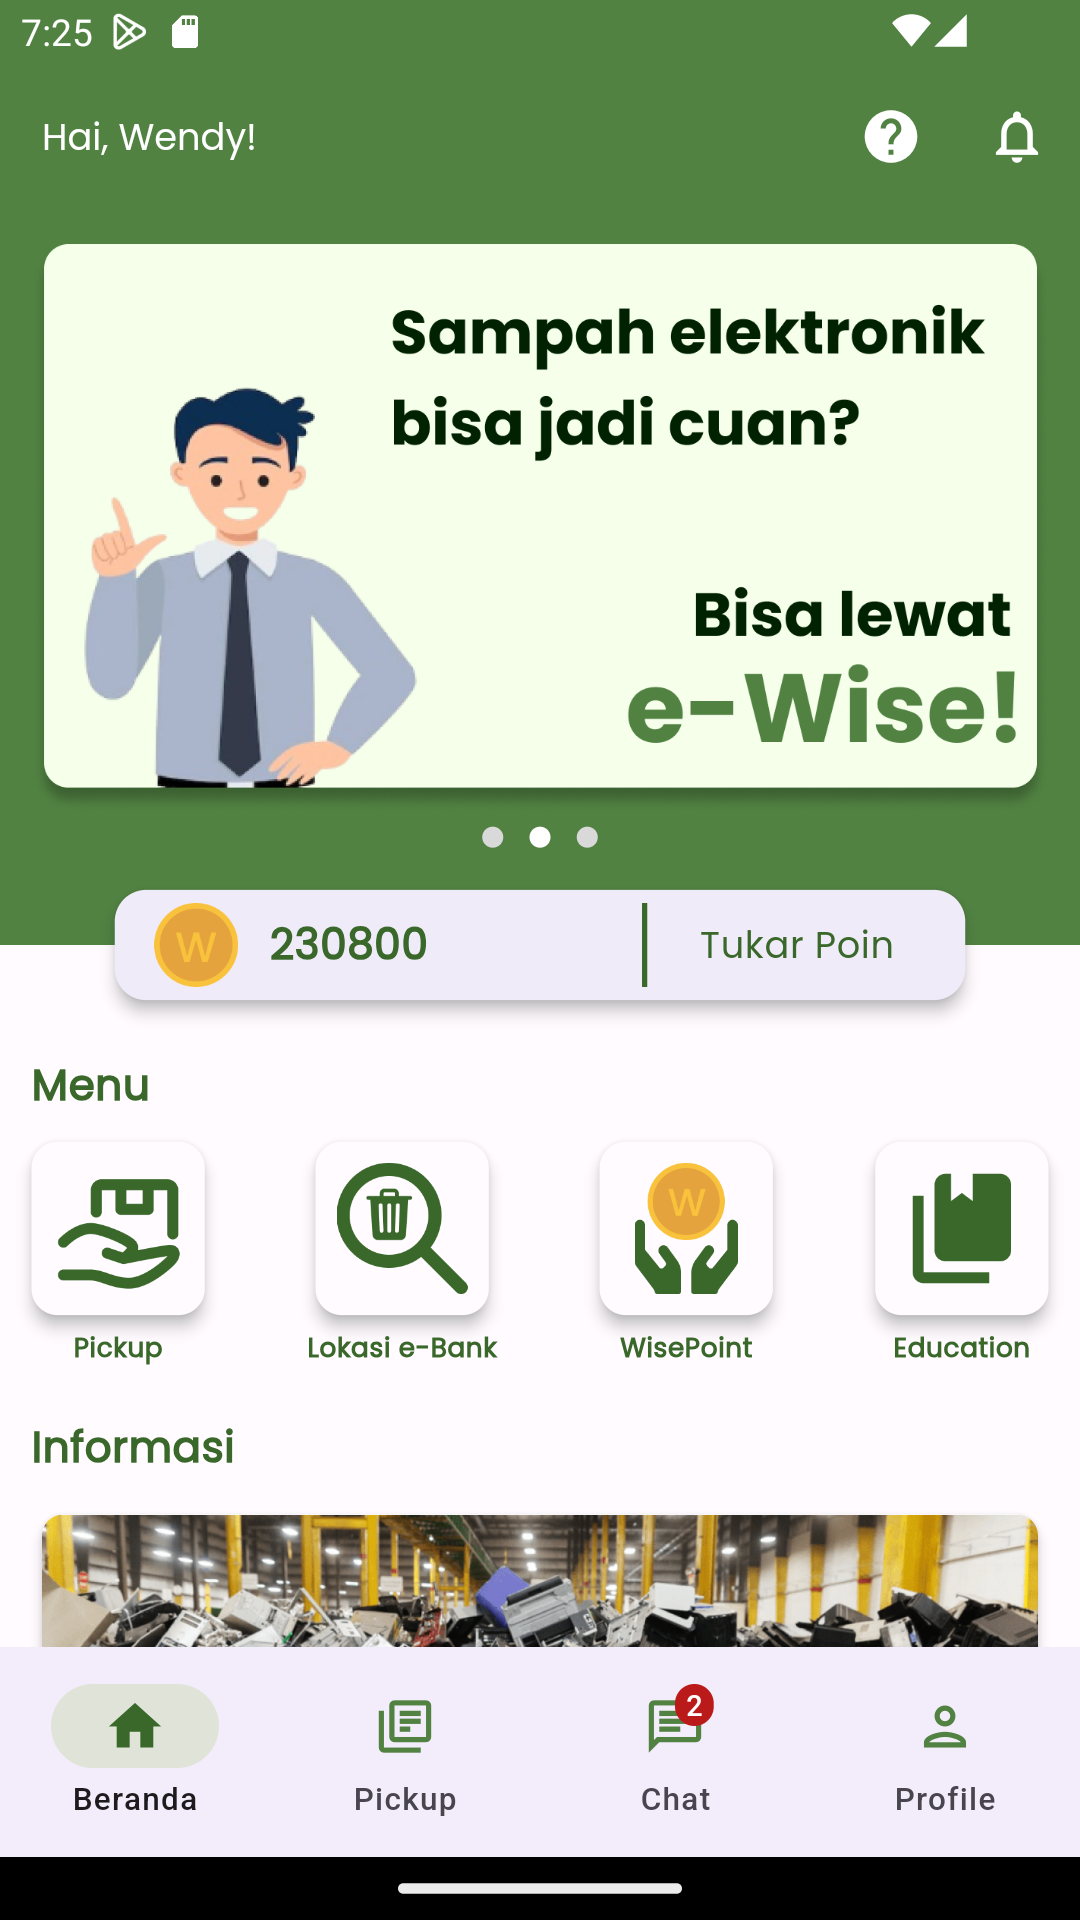 7:25
Hai, Wendy!
Sampah elektronik
bisa jadi cuan?
Bisa lewat
e-Wise!
W 230800 Tukar Poin
Menu
W
Pickup Lokasi e-Bank WisePoint Education
Informasi
2
Beranda Pickup Chat Profile